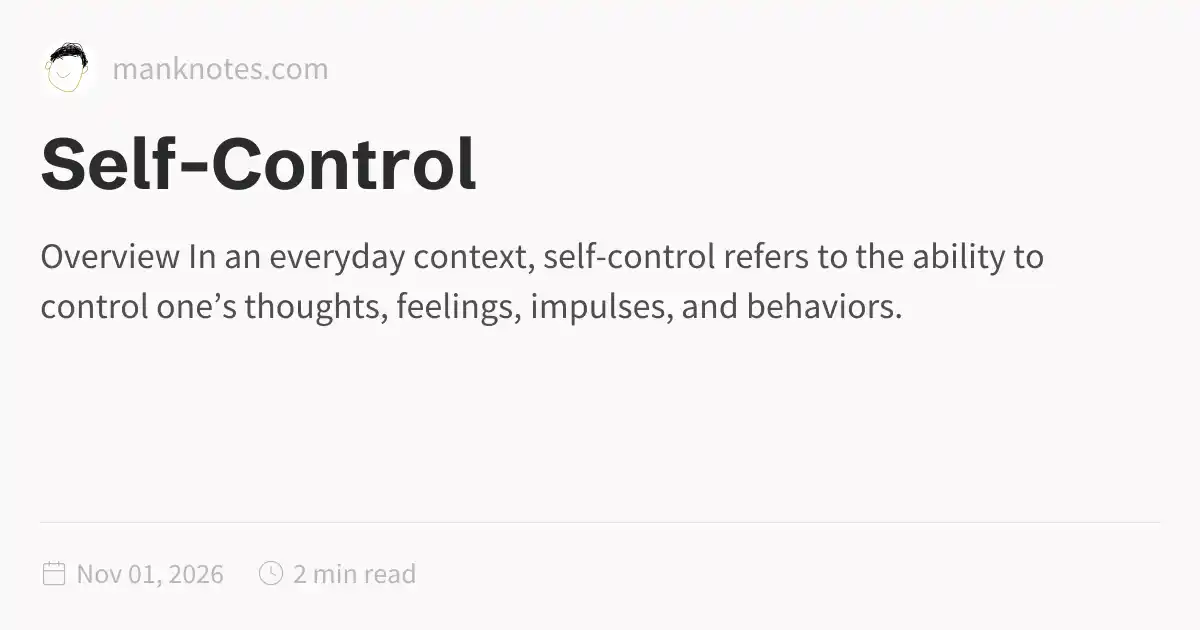 manknotes.com
Self-Control
Overview In an everyday context, self-control refers to the ability to
control one’s thoughts, feelings, impulses, and behaviors.
Nov 01, 2026 2 min read